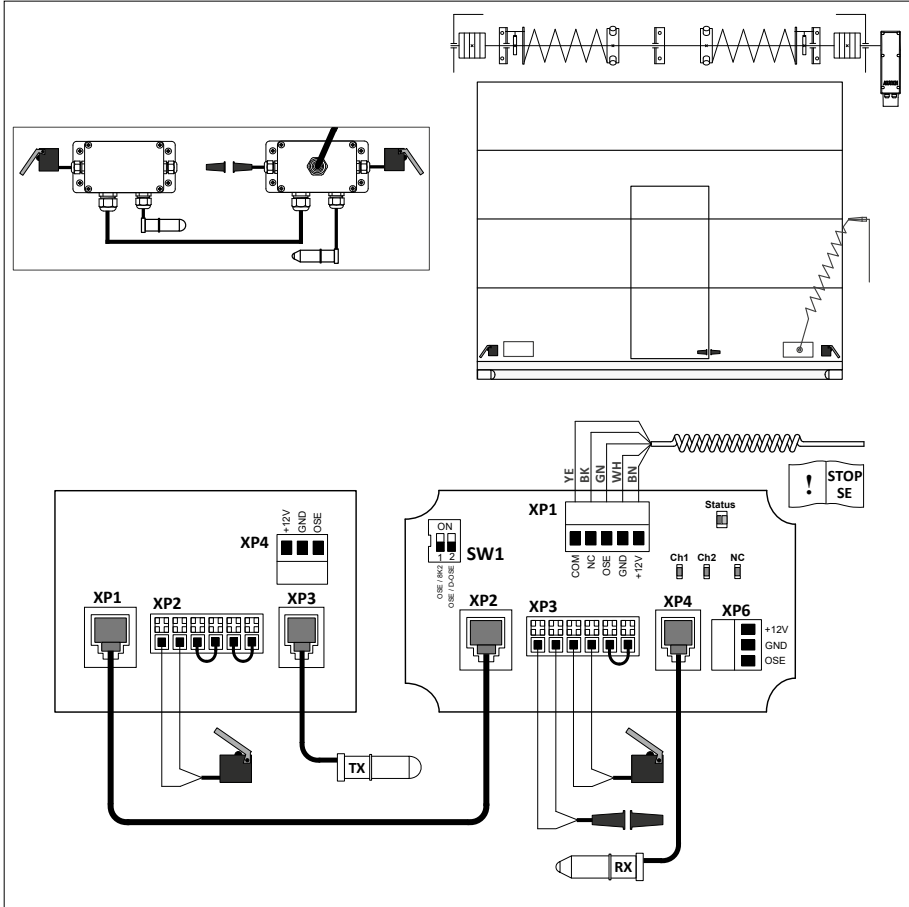 YE
BK
GN
WH
BN
! STOP
SE
XP1
Status
ON
1 2
SW1
OSE / 8K2
OSE / D-OSE
COM
NC
OSE
GND
+12V
Ch1 Ch2 NC
+12V
GND
OSE
XP4
XP1 XP2 XP3
XP2 XP3 XP4 XP6
+12V
GND
OSE
TX
RX